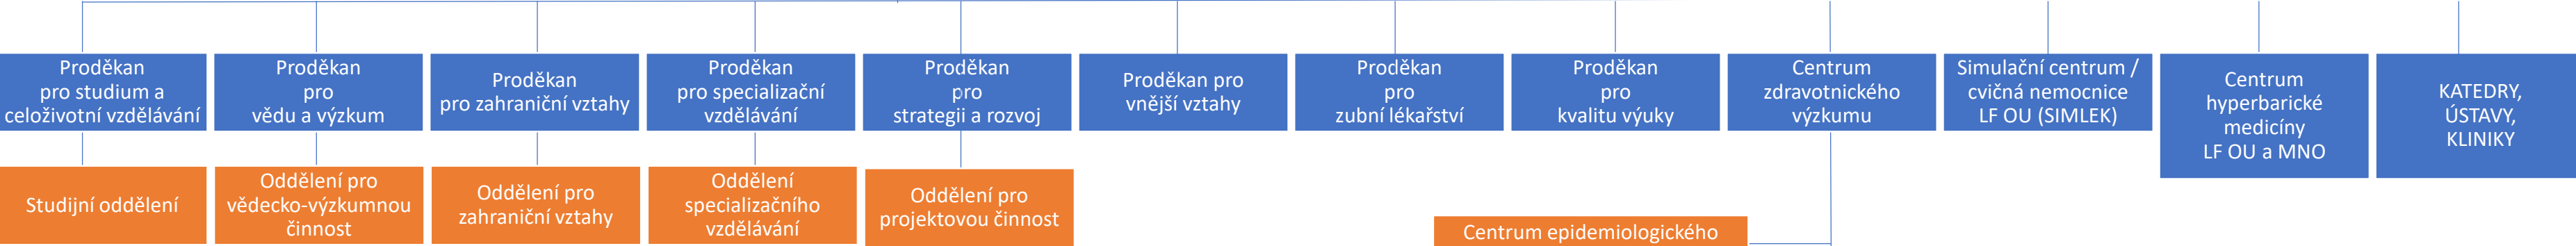 Proděkan
pro studium a
celoživotní vzdělávání
Proděkan
pro
vědu a výzkum
Proděkan
pro zahraniční vztahy
Proděkan
pro specializační
vzdělávání
Proděkan
pro
strategii a rozvoj
Proděkan pro
vnější vztahy
Proděkan
pro
zubní lékařství
Proděkan
pro
kvalitu výuky
Centrum
zdravotnického
výzkumu
Simulační centrum /
cvičná nemocnice
LF OU (SIMLEK)
Centrum
hyperbarické
medicíny
LF OU a MNO
KATEDRY,
ÚSTAVY,
KLINIKY
Studijní oddělení
Oddělení pro
vědecko-výzkumnou
činnost
Oddělení pro
zahraniční vztahy
Oddělení
specializačního
vzdělávání
Oddělení pro
projektovou činnost
Centrum epidemiologického